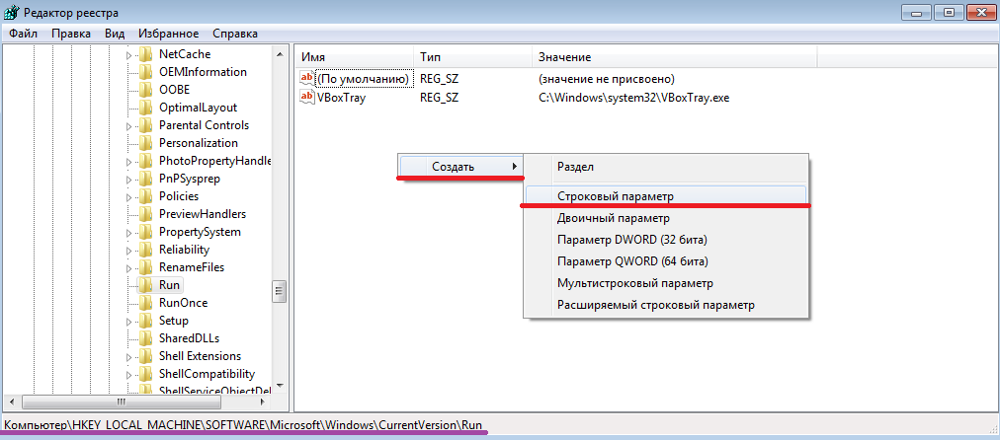 Редактор реестра
Файл Правка Вид Избранное Справка
NetCache
OEMInformation
OOBE
OptimalLayout
Parental Controls
Personalization
PhotoPropertyHandle
PnPSysprep
Policies
PreviewHandlers
PropertySystem
Reliability
RenameFiles
Run
RunOnce
Setup
SharedDLLs
Shell Extensions
ShellCompatibility
ShellServiceObjectDel
Имя Тип Значение
ab (По умолчанию) REG_SZ (значение не присвоено)
ab VBoxTray REG_SZ C:\Windows\system32\VBoxTray.exe
Создать
Раздел
Строковый параметр
Двоичный параметр
Параметр DWORD (32 бита)
Параметр QWORD (64 бита)
Мультистроковый параметр
Расширяемый строковый параметр
Компьютер\HKEY_LOCAL_MACHINE\SOFTWARE\Microsoft\Windows\CurrentVersion\Run